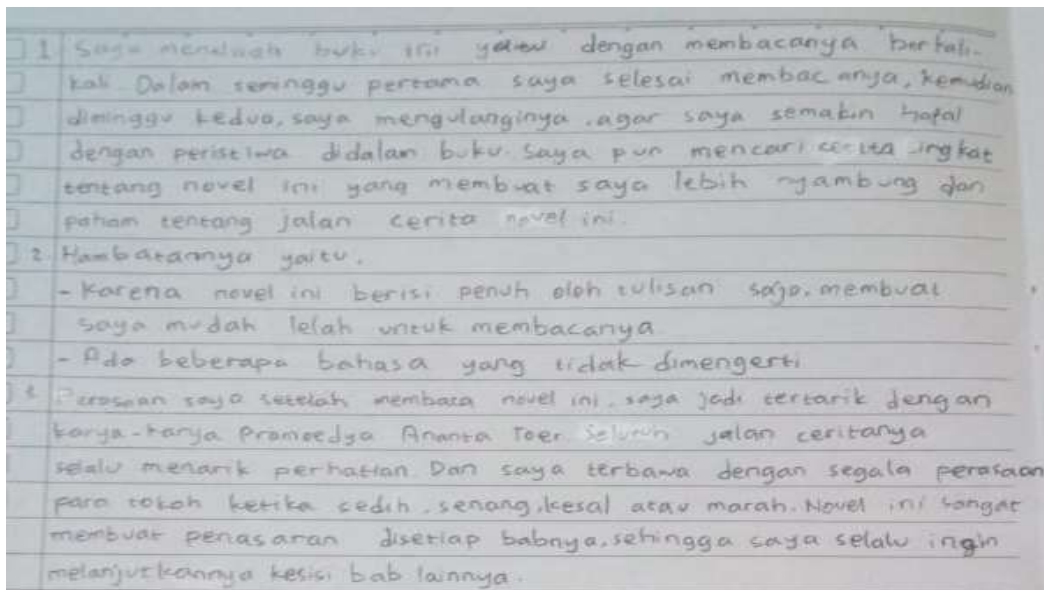 1 Saya menelaah buku ini yaitu dengan membacanya berkali-
kali. Dalam seminggu pertama saya selesai membacanya, kemudian
diminggu kedua, saya mengulanginya. agar saya semakin hafal
dengan peristiwa didalam buku. Saya pun mencari cerita singkat
tentang novel ini yang membuat saya lebih nyambung dan
paham tentang jalan cerita novel ini.
2 Hambatannya yaitu.
- Karena novel ini berisi penuh oleh tulisan saja. membuat
saya mudah lelah untuk membacanya
- Ada beberapa bahasa yang tidak dimengerti
3 Perasaan saya setelah membaca novel ini, saya jadi tertarik dengan
karya-karya Pramoedya Ananta Toer. Seluruh jalan ceritanya
selalu menarik perhatian. Dan saya terbawa dengan segala perasaan
para tokoh ketika sedih, senang, kesal atau marah. Novel ini sangat
membuat penasaran disetiap babnya, sehingga saya selalu ingin
melanjutkannya kesisi bab lainnya.